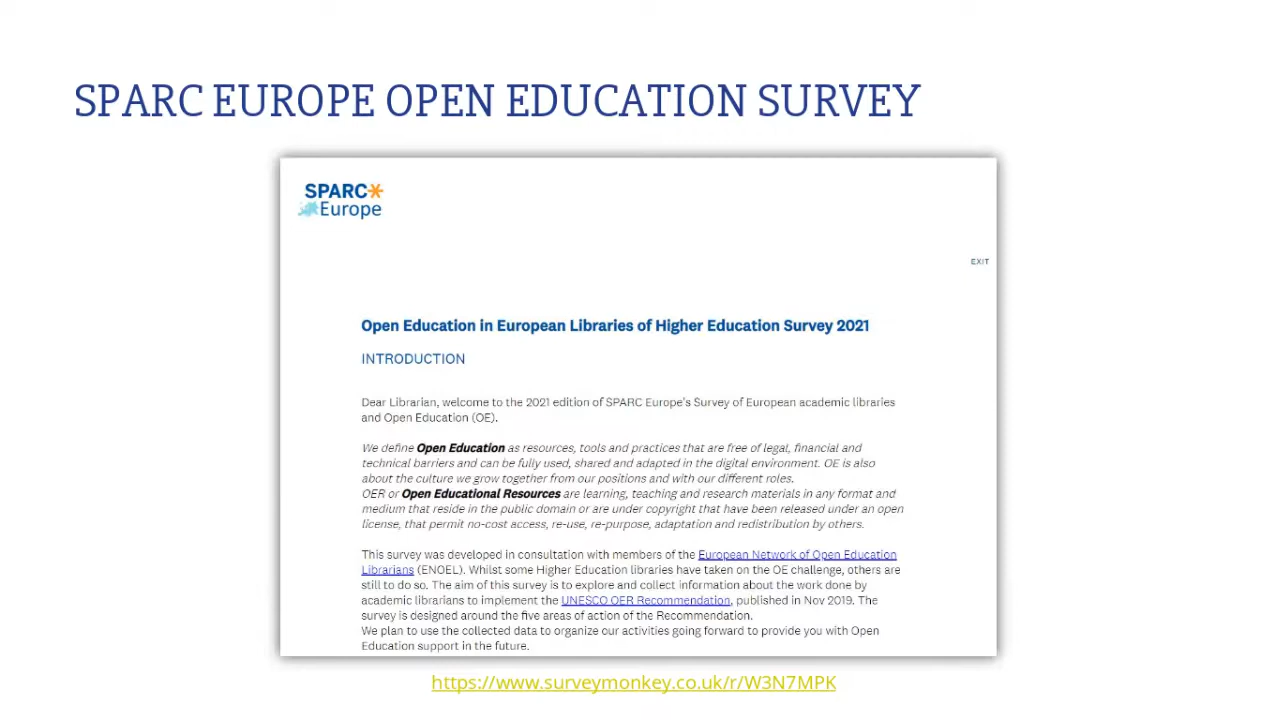 SPARC EUROPE OPEN EDUCATION SURVEY
SPARC
Europe
EXIT
Open Education in European Libraries of Higher Education Survey 2021
INTRODUCTION
Dear Librarian, welcome to the 2021 edition of SPARC Europe's Survey of European academic libraries
and Open Education (OE).
We define Open Education as resources, tools and practices that are free of legal, financial and
technical barriers and can be fully used, shared and adapted in the digital environment. OE is also
about the culture we grow together from our positions and with our different roles.
OER or Open Educational Resources are learning, teaching and research materials in any format and
medium that reside in the public domain or are under copyright that have been released under an open
license, that permit no-cost access, re-use, re-purpose, adaptation and redistribution by others.
This survey was developed in consultation with members of the European Network of Open Education
Librarians (ENOEL). Whilst some Higher Education libraries have taken on the OE challenge, others are
still to do so. The aim of this survey is to explore and collect information about the work done by
academic librarians to implement the UNESCO OER Recommendation, published in Nov 2019. The
survey is designed around the five areas of action of the Recommendation.
We plan to use the collected data to organize our activities going forward to provide you with Open
Education support in the future.
https://www.surveymonkey.co.uk/r/W3N7MPK